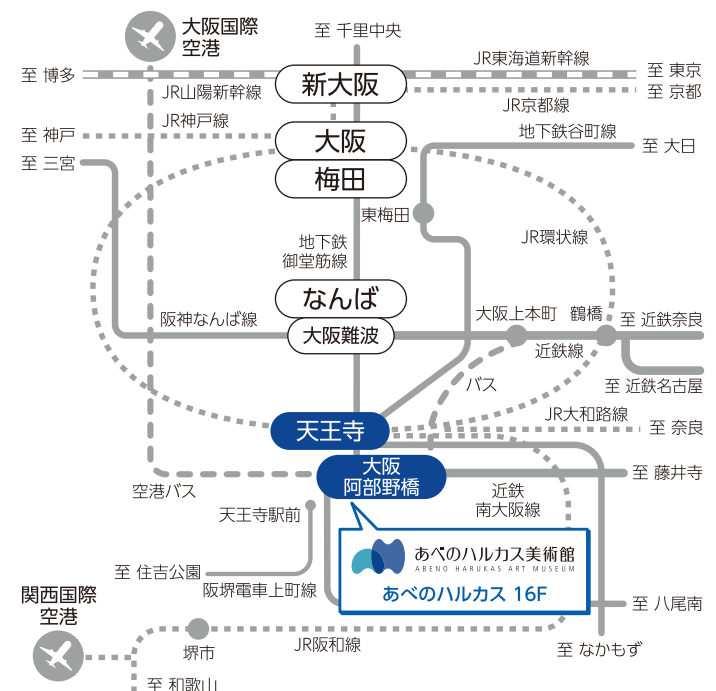 大阪国際
空港
至 千里中央
JR東海道新幹線
至 博多
至 東京
新大阪
JR山陽新幹線
至 京都
JR京都線
JR神戸線
至 神戸
大阪
地下鉄谷町線
至 大日
至 三宮
梅田
東梅田
JR環状線
地下鉄
御堂筋線
なんば
大阪上本町
鶴橋
阪神なんば線
至 近鉄奈良
大阪難波
近鉄線
バス
至 近鉄名古屋
JR大和路線
天王寺
至 奈良
大阪
阿部野橋
至 藤井寺
空港バス
近鉄
南大阪線
天王寺駅前
あべのハルカス美術館
ABENO HARUKAS ART MUSEUM
至 住吉公園
阪堺電車上町線
あべのハルカス 16F
関西国際
空港
至 八尾南
堺市
JR阪和線
至 なかもず
至 和歌山